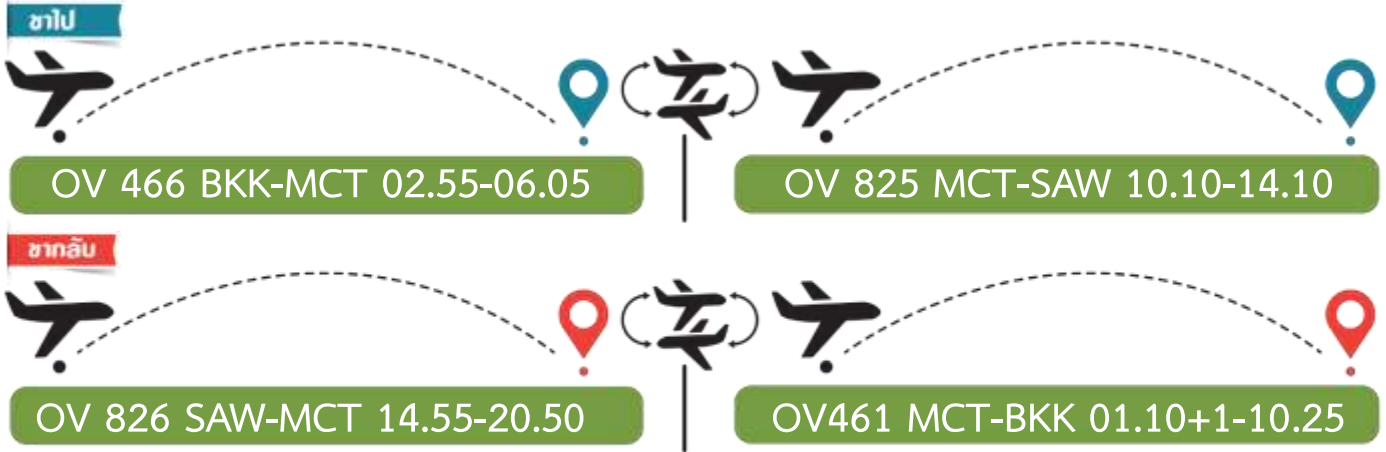 ขาไป
OV 466 BKK-MCT 02.55-06.05
OV 825 MCT-SAW 10.10-14.10
ขากลับ
OV 826 SAW-MCT 14.55-20.50
OV461 MCT-BKK 01.10+1-10.25